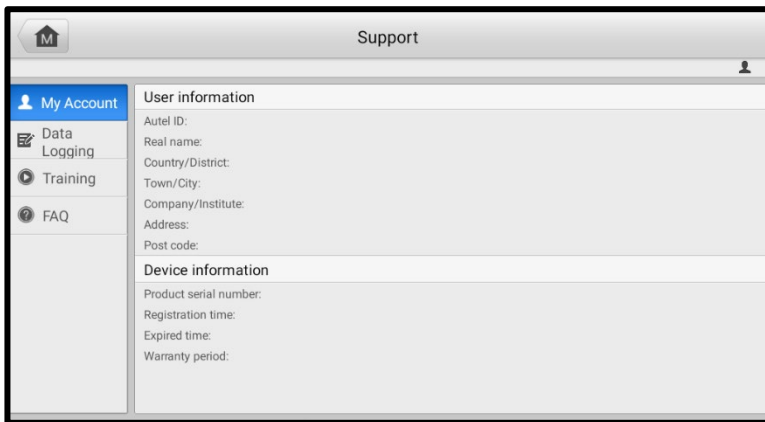 M
Support
My Account
Data
Logging
Training
FAQ
User information
Autel ID:
Real name:
Country/District:
Town/City:
Company/Institute:
Address:
Post code:
Device information
Product serial number:
Registration time:
Expired time:
Warranty period: